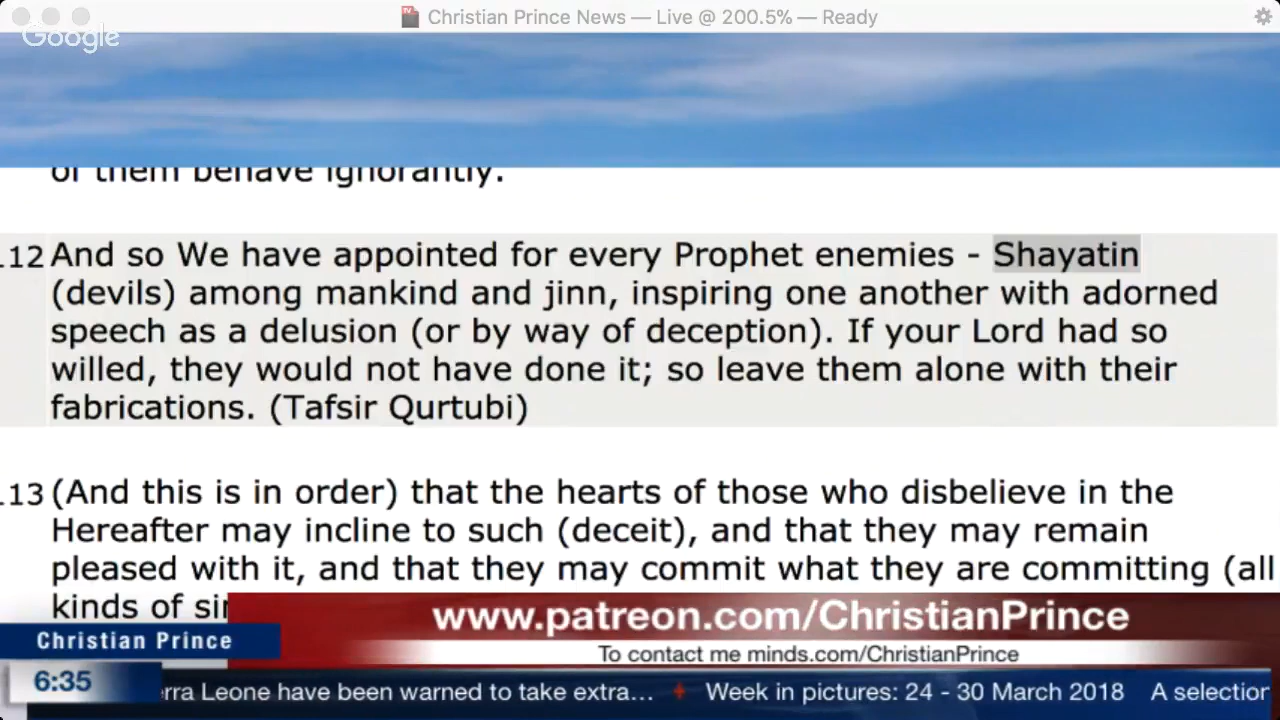 Christian Prince News — Live @ 200.5% — Ready
Google
of them behave ignorantly.
112 And so We have appointed for every Prophet enemies - Shayatin
(devils) among mankind and jinn, inspiring one another with adorned
speech as a delusion (or by way of deception). If your Lord had so
willed, they would not have done it; so leave them alone with their
fabrications. (Tafsir Qurtubi)
113 (And this is in order) that the hearts of those who disbelieve in the
Hereafter may incline to such (deceit), and that they may remain
pleased with it, and that they may commit what they are committing (all
kinds of
www.patreon.com/ChristianPrince
Christian Prince
To contact me minds.com/ChristianPrince
6:35
Leone have been warned to take extra... Week in pictures: 24 - 30 March 2018 A selection